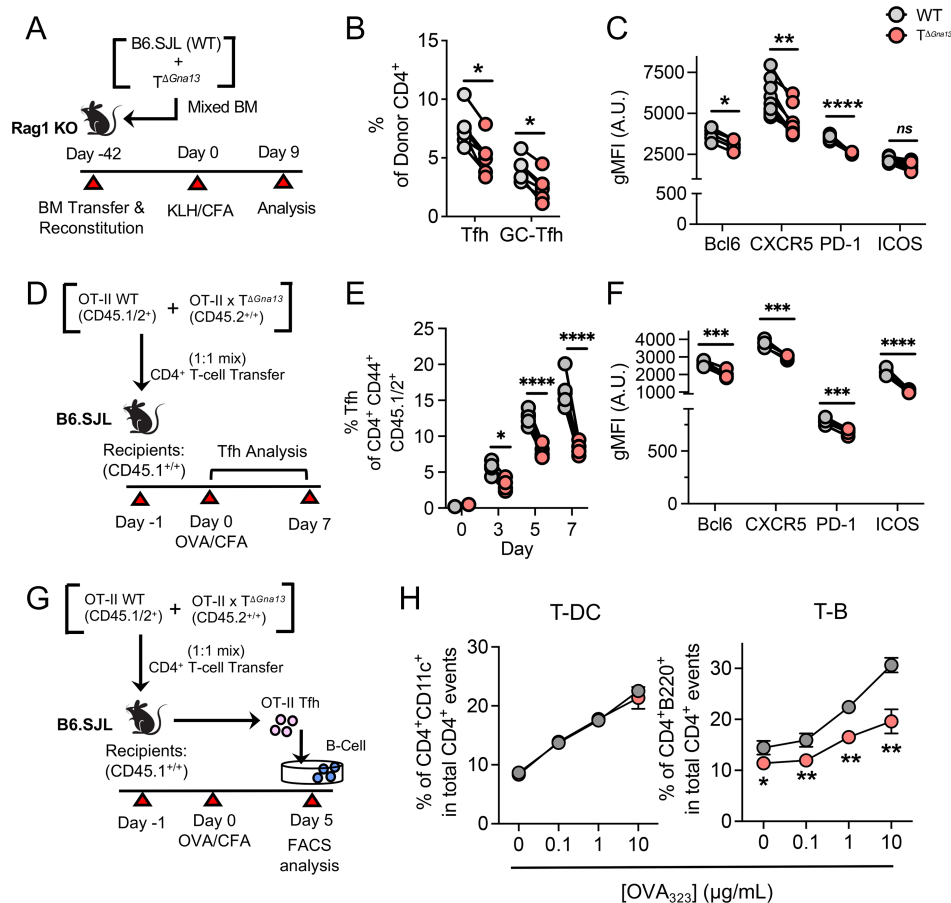 A
B6.SJL (WT)
+
T^ΔGna13
Mixed BM
Rag1 KO
Day -42
Day 0
Day 9
BM Transfer &
Reconstitution
KLH/CFA
Analysis
B
%
of Donor CD4⁺
15
10
5
0
*
*
Tfh
GC-Tfh
C
WT
T^ΔGna13
gMFI (A.U.)
7500
5000
2500
500
0
*
**
****
ns
Bcl6
CXCR5
PD-1
ICOS
D
OT-II WT
(CD45.1/2⁺)
+
OT-II x T^ΔGna13
(CD45.2⁺/⁺)
(1:1 mix)
CD4⁺ T-cell Transfer
B6.SJL
Recipients:
(CD45.1⁺/⁺)
Tfh Analysis
Day -1
Day 0
OVA/CFA
Day 7
E
% Tfh
of CD4⁺ CD44⁺
CD45.1/2⁺
25
20
15
10
5
0
*
****
****
0
3
5
7
Day
F
gMFI (A.U.)
4000
3000
2000
1000
500
0
***
***
***
****
Bcl6
CXCR5
PD-1
ICOS
G
OT-II WT
(CD45.1/2⁺)
+
OT-II x T^ΔGna13
(CD45.2⁺/⁺)
(1:1 mix)
CD4⁺ T-cell Transfer
B6.SJL
OT-II Tfh
B-Cell
Recipients:
(CD45.1⁺/⁺)
Day -1
Day 0
OVA/CFA
Day 5
FACS
analysis
H
T-DC
% of CD4⁺CD11c⁺
in total CD4⁺ events
30
20
10
0
0
0.1
1
10
T-B
% of CD4⁺B220⁺
in total CD4⁺ events
30
20
10
0
*
**
**
**
0
0.1
1
10
[OVA₃₂₃] (µg/mL)